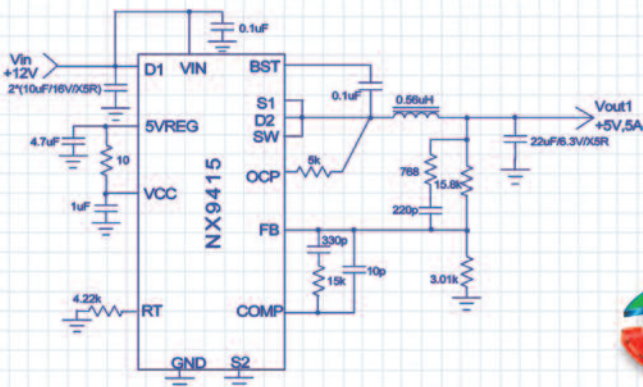 0.1uF
Vin
+12V
D1
VIN
BST
2*(10uF/16V/X5R)
0.1uF
S1
D2
SW
0.56uH
Vout1
+5V,5A
22uF/6.3V/X5R
5VREG
4.7uF
10
OCP
5k
768
15.8k
VCC
1uF
NX9415
220p
FB
330p
10p
15k
3.01k
4.22k
RT
COMP
GND
S2